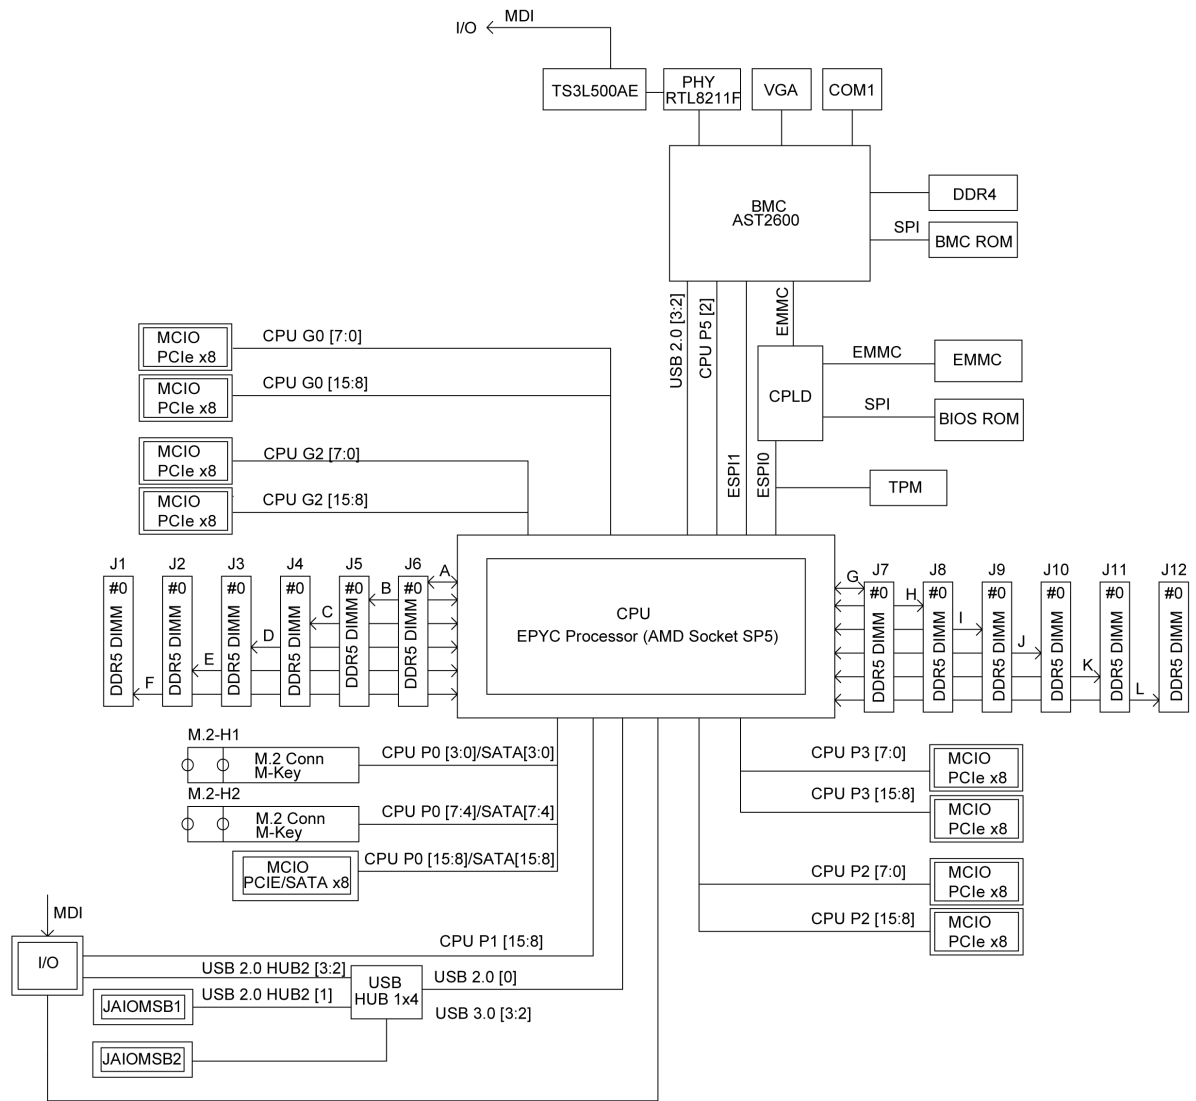 MDI
I/O
TS3L500AE
PHY
RTL8211F
VGA
COM1
BMC
AST2600
DDR4
SPI
BMC ROM
USB 2.0 [3:2]
CPU P5 [2]
EMMC
ESPI1
ESPI0
CPLD
EMMC
EMMC
SPI
BIOS ROM
TPM
MCIO
PCIe x8
CPU G0 [7:0]
MCIO
PCIe x8
CPU G0 [15:8]
MCIO
PCIe x8
CPU G2 [7:0]
MCIO
PCIe x8
CPU G2 [15:8]
J1
#0
DDR5 DIMM
J2
#0
DDR5 DIMM
J3
#0
DDR5 DIMM
J4
#0
DDR5 DIMM
J5
#0
DDR5 DIMM
J6
#0
DDR5 DIMM
A
B
C
D
E
F
CPU
EPYC Processor (AMD Socket SP5)
G
H
I
J
K
L
J7
#0
DDR5 DIMM
J8
#0
DDR5 DIMM
J9
#0
DDR5 DIMM
J10
#0
DDR5 DIMM
J11
#0
DDR5 DIMM
J12
#0
DDR5 DIMM
M.2-H1
M.2 Conn
M-Key
CPU P0 [3:0]/SATA[3:0]
M.2-H2
M.2 Conn
M-Key
CPU P0 [7:4]/SATA[7:4]
MCIO
PCIE/SATA x8
CPU P0 [15:8]/SATA[15:8]
CPU P3 [7:0]
MCIO
PCIe x8
CPU P3 [15:8]
MCIO
PCIe x8
CPU P2 [7:0]
MCIO
PCIe x8
CPU P2 [15:8]
MCIO
PCIe x8
MDI
I/O
CPU P1 [15:8]
USB 2.0 HUB2 [3:2]
USB 2.0 HUB2 [1]
USB
HUB 1x4
USB 2.0 [0]
USB 3.0 [3:2]
JAIOMSB1
JAIOMSB2